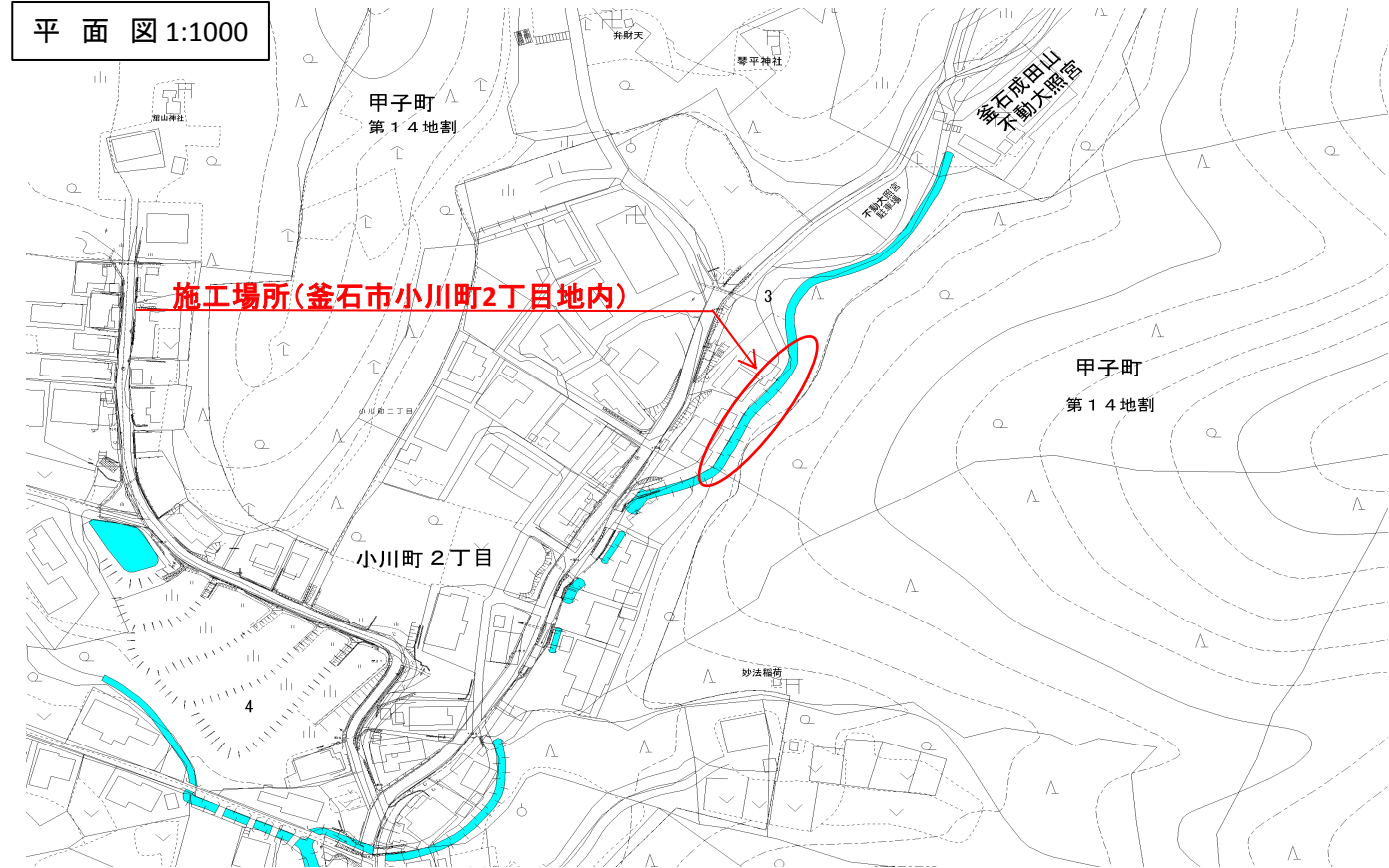 平 面 図 1:1000
弁財天
琴平神社
釜石成田山
不動大照宮
甲子町
第14地割
館山神社
不動大照宮
駐車場
施工場所(釜石市小川町2丁目地内)
3
甲子町
第14地割
小川町二丁目
小川町2丁目
妙法稲荷
4